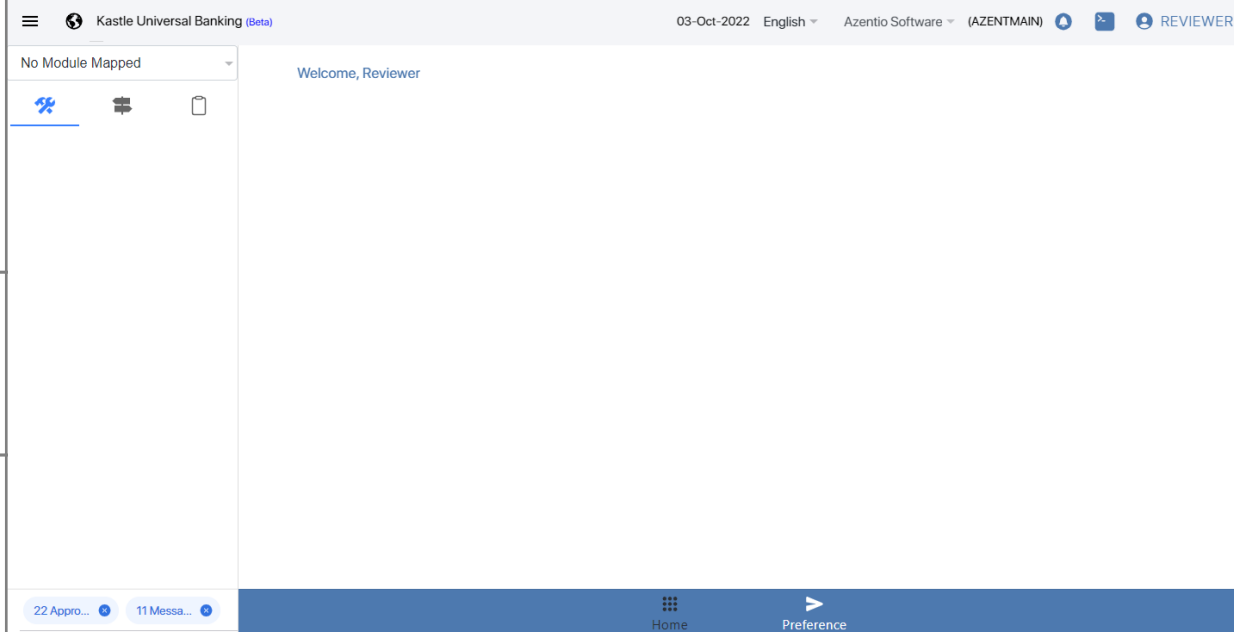 Kastle Universal Banking (Beta)
03-Oct-2022 English Azentio Software (AZENTMAIN) REVIEWER
No Module Mapped
Welcome, Reviewer
22 Appro... 11 Messa...
Home Preference